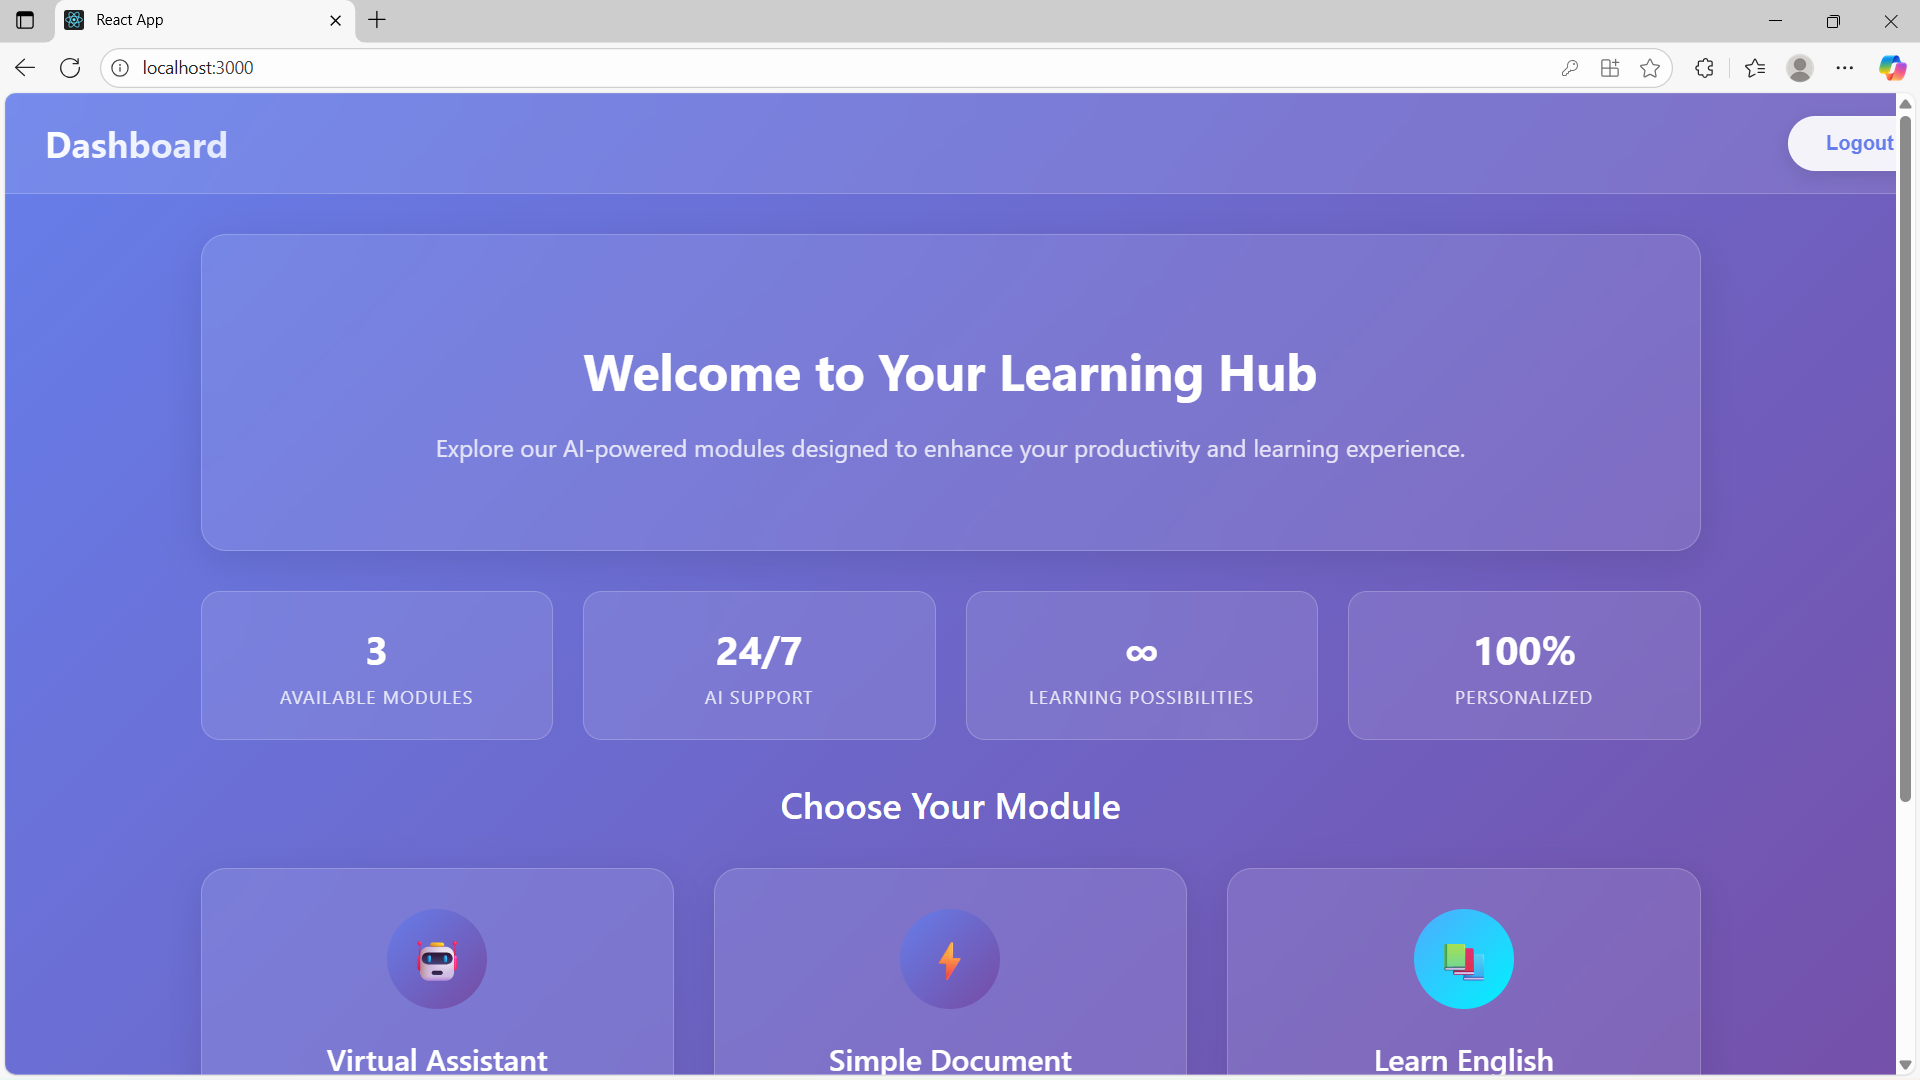 React App
localhost:3000
Dashboard
Logout
Welcome to Your Learning Hub
Explore our AI-powered modules designed to enhance your productivity and learning experience.
3
AVAILABLE MODULES
24/7
AI SUPPORT
∞
LEARNING POSSIBILITIES
100%
PERSONALIZED
Choose Your Module
Virtual Assistant
Simple Document
Learn English